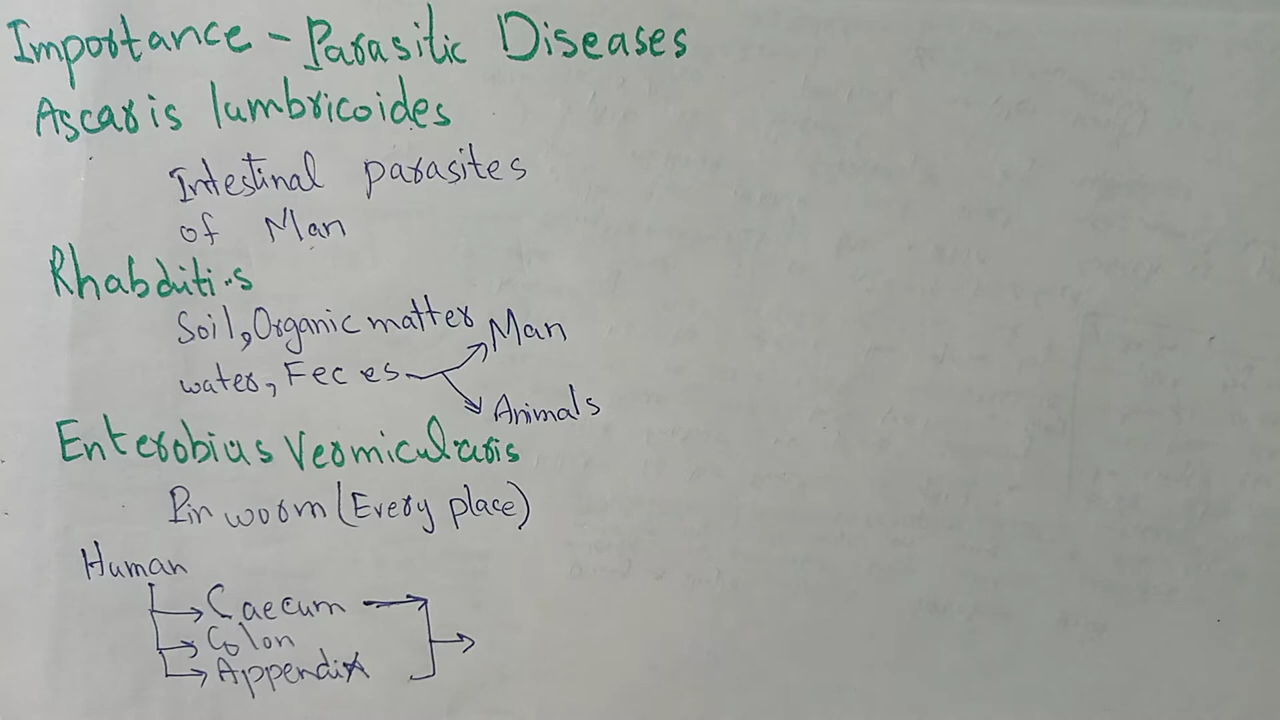 Importance - Parasitic Diseases
Ascaris lumbricoides
Intestinal parasites
of Man
Rhabditis
Soil, Organic matter
water, Feces
Man
Animals
Enterobius Vermicularis
Pin worm (Every place)
Human
Caecum
Colon
Appendix